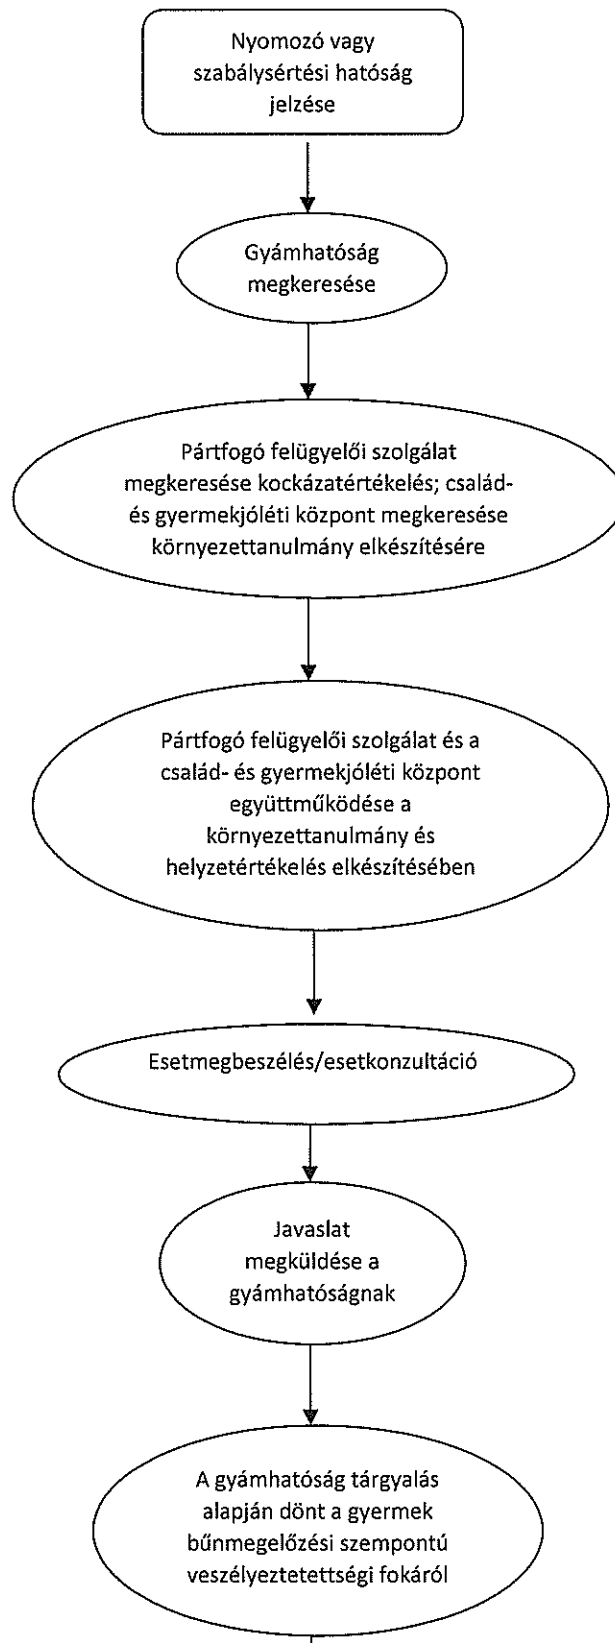 Nyomozó vagy
szabálysértési hatóság
jelzése
Gyámhatóság
megkeresése
Pártfogó felügyelői szolgálat
megkeresése kockázatértékelés; család-
és gyermekjóléti központ megkeresése
környezettanulmány elkészítésére
Pártfogó felügyelői szolgálat és a
család- és gyermekjóléti központ
együttműködése a
környezettanulmány és
helyzetértékelés elkészítésében
Esetmegbeszélés/esetkonzultáció
Javaslat
megküldése a
gyámhatóságnak
A gyámhatóság tárgyalás
alapján dönt a gyermek
bűnmegelőzési szempontú
veszélyeztetettségi fokáról